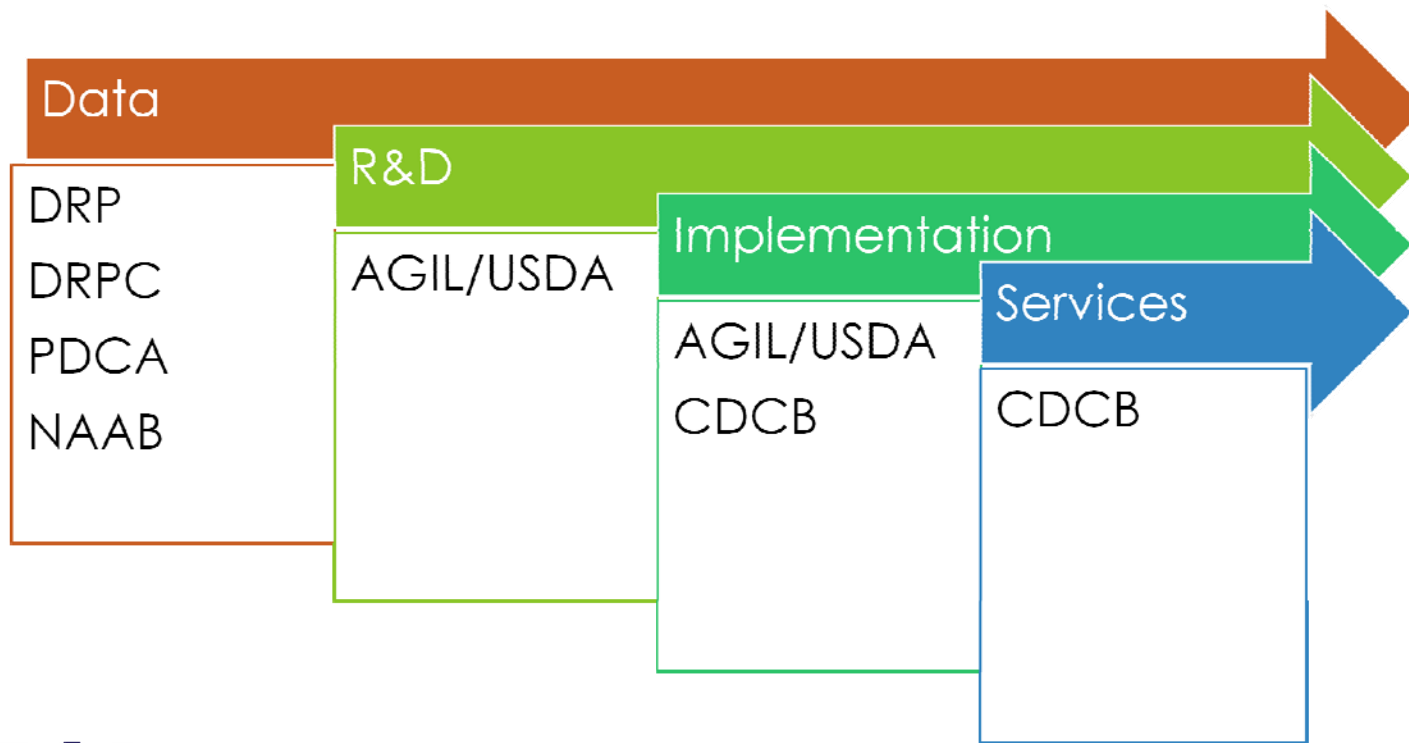 Data
DRP
DRPC
PDCA
NAAB
R&D
AGIL/USDA
Implementation
AGIL/USDA
CDCB
Services
CDCB